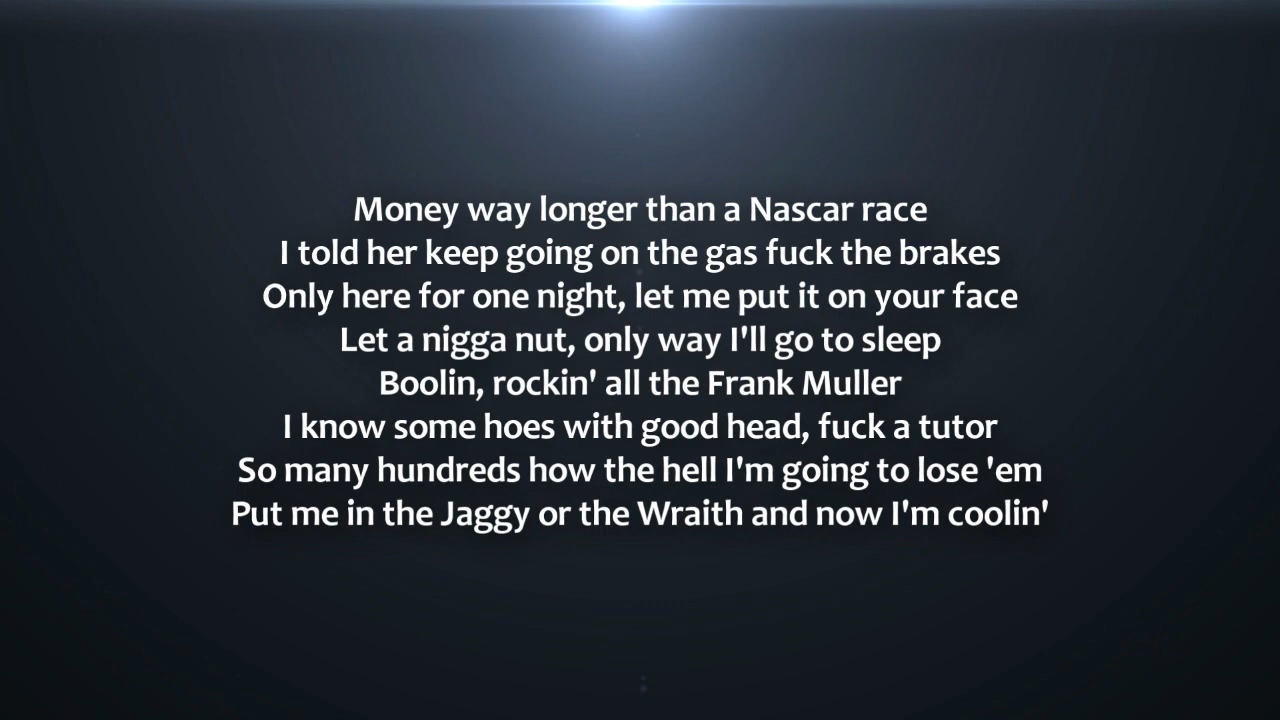 Money way longer than a Nascar race
I told her keep going on the gas fuck the brakes
Only here for one night, let me put it on your face
Let a nigga nut, only way I'll go to sleep
Boolin, rockin' all the Frank Muller
I know some hoes with good head, fuck a tutor
So many hundreds how the hell I'm going to lose 'em
Put me in the Jaggy or the Wraith and now I'm coolin'